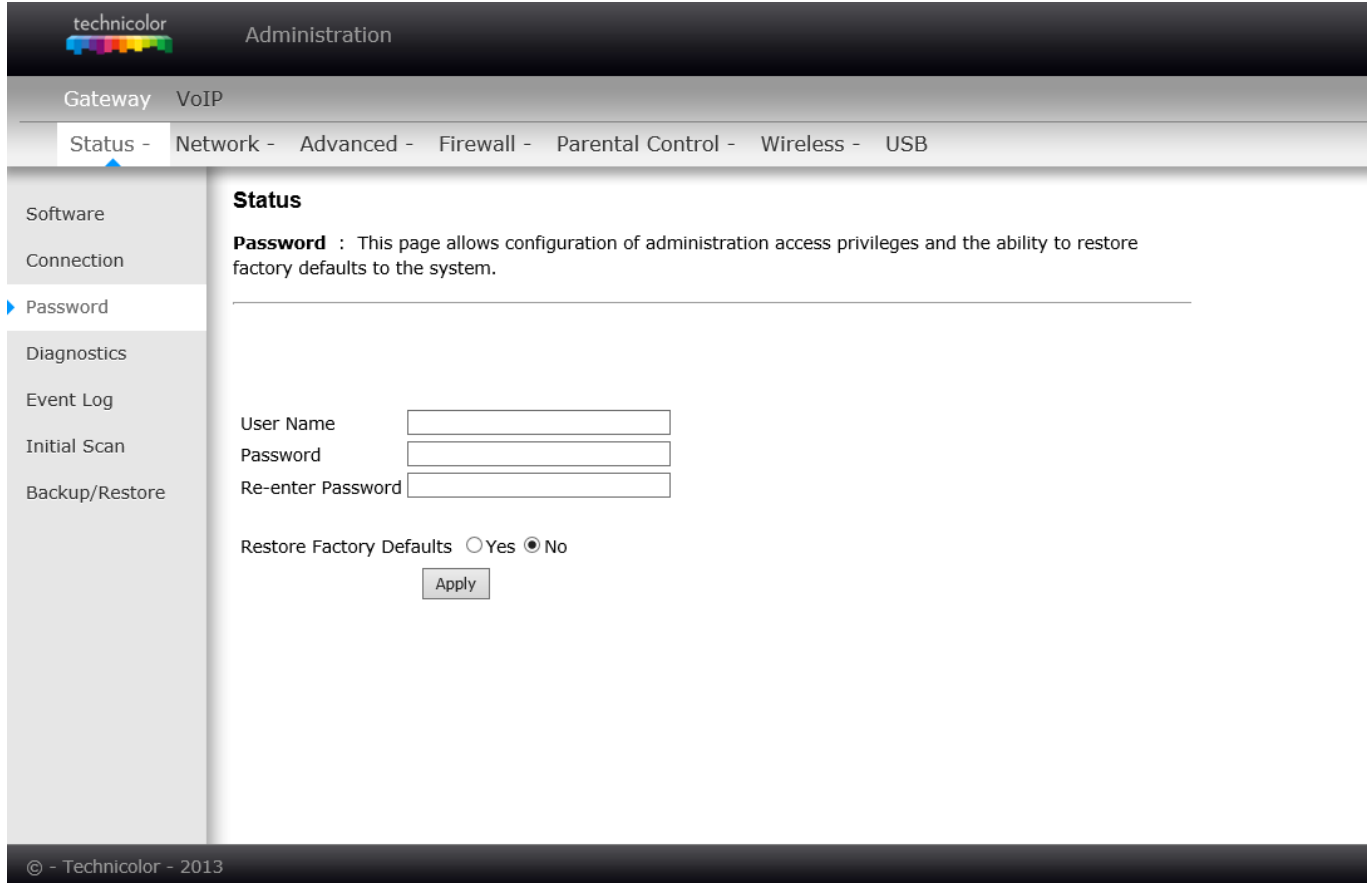 technicolor
Administration
Gateway VoIP
Status - Network - Advanced - Firewall - Parental Control - Wireless - USB
Software
Connection
Password
Diagnostics
Event Log
Initial Scan
Backup/Restore
Status
Password : This page allows configuration of administration access privileges and the ability to restore
factory defaults to the system.
User Name
Password
Re-enter Password
Restore Factory Defaults Yes No
Apply
© - Technicolor - 2013